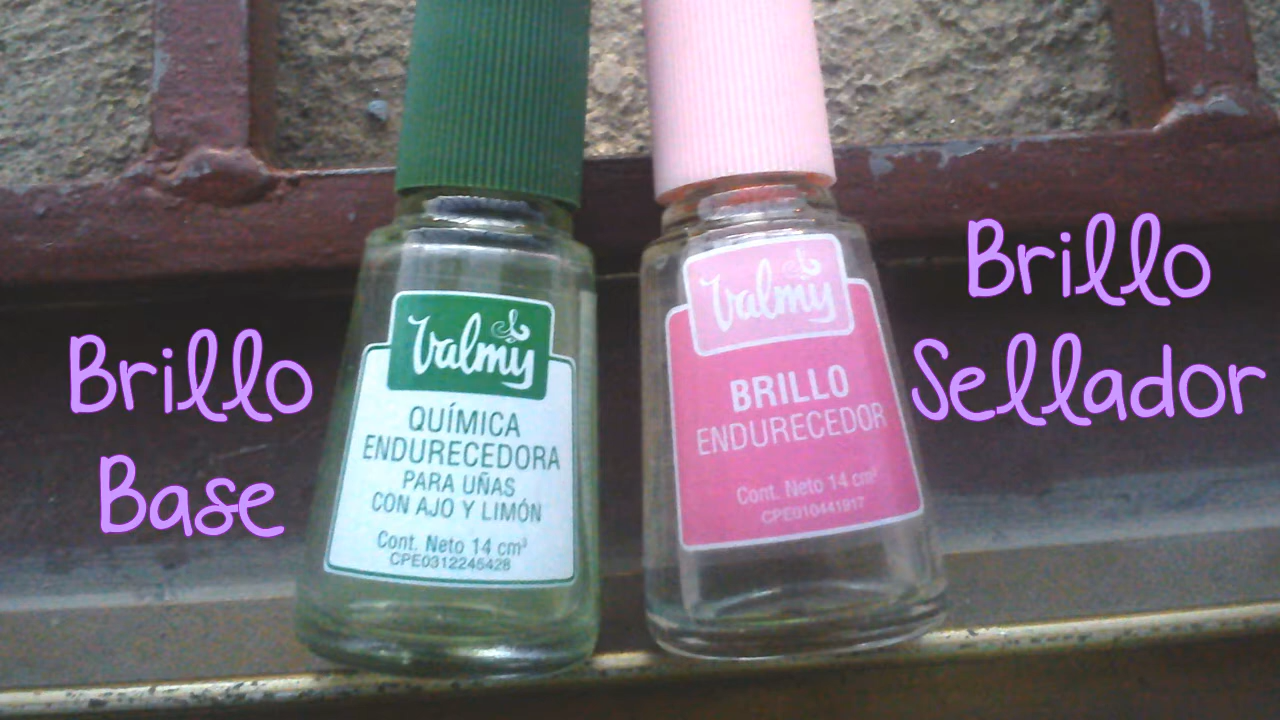 Brillo
Base
Valmy
QUÍMICA
ENDURECEDORA
PARA UÑAS
CON AJO Y LIMÓN
Cont. Neto 14 cm³
CPE0312245428
Valmy
BRILLO
ENDURECEDOR
Cont. Neto 14 cm³
CPE010441917
Brillo
Sellador